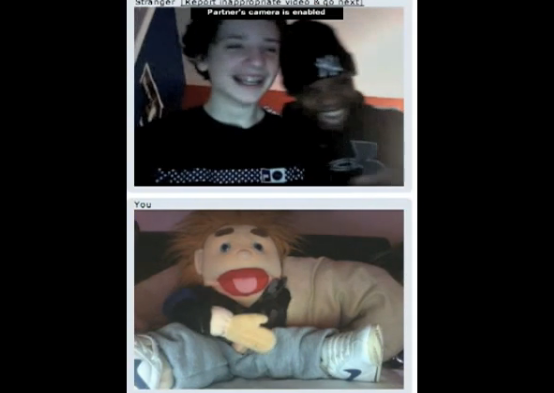 Stranger [Report inappropriate video & go next]
Partner's camera is enabled
You